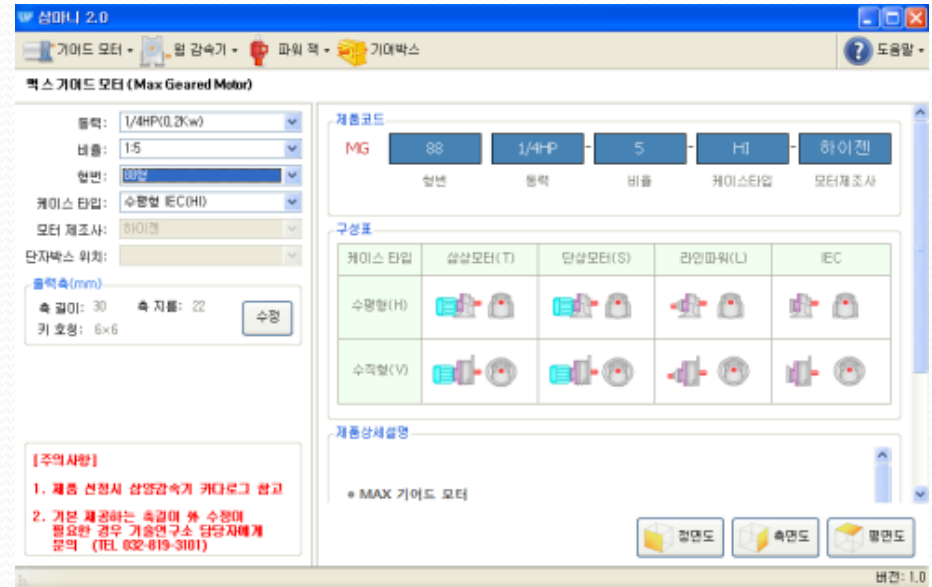 삼마니 2.0
기어드 모터 웜 감속기 파워 잭 기어박스 도움말
맥스 기어드 모터 (Max Geared Motor)
동력: 1/4HP(0.2Kw)
비율: 1:5
형번: 88형
케이스 타입: 수평형 IEC(HI)
모터 제조사: 하이젠
단자박스 위치:
출력축(mm)
축 길이: 30 축 지름: 22
키 호칭: 6×6
수정
[주의사항]
1. 제품 선정시 삼양감속기 카다로그 참고
2. 기본 제공하는 축길이 外 수정이
필요한 경우 기술연구소 담당자에게
문의 (TEL 032-819-3101)
제품코드
MG 88 1/4HP - 5 - HI - 하이젠
형번 동력 비율 케이스타입 모터제조사
구성표
케이스 타입 삼상모터(T) 단상모터(S) 라인파워(L) IEC
수평형(H)
수직형(V)
제품상세설명
● MAX 기어드 모터
정면도 측면도 평면도
버전: 1.0